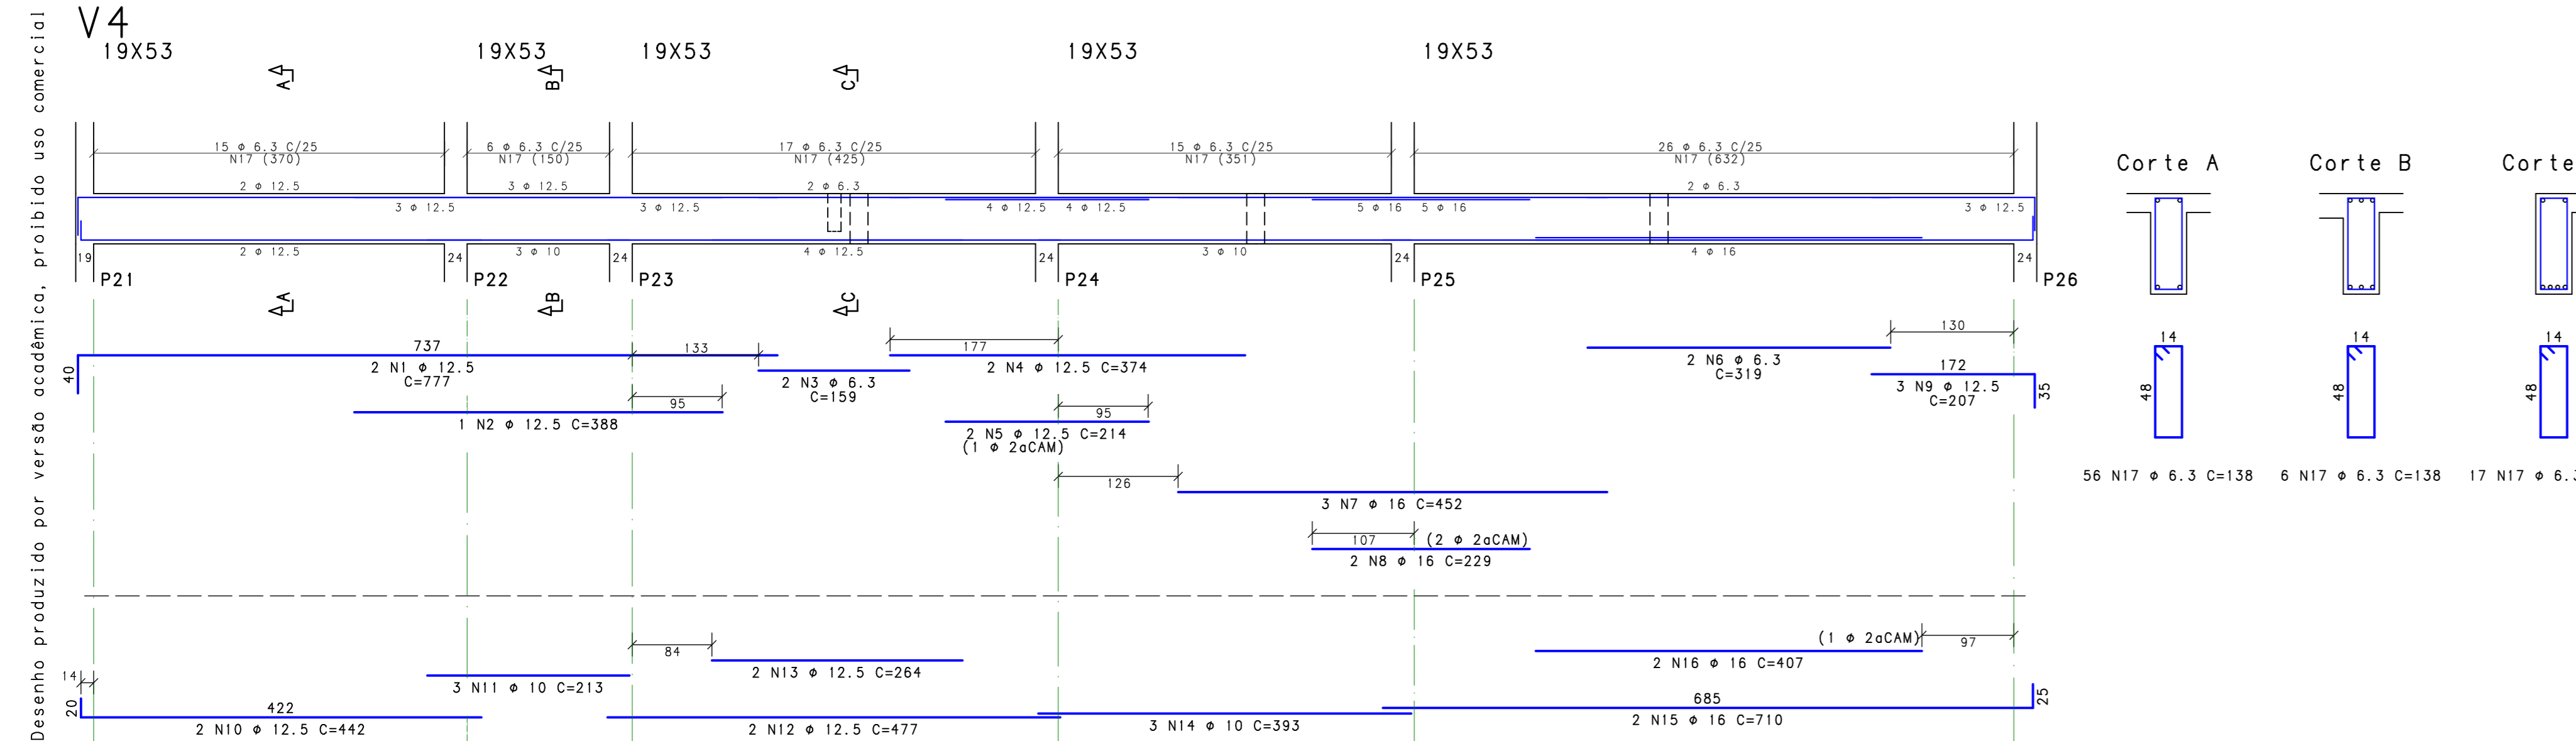 Desenho produzido por versão acadêmica, proibido uso comercial
V4
19X53 19X53 19X53 19X53 19X53
A B C
15 ø 6.3 C/25 6 ø 6.3 C/25 17 ø 6.3 C/25 15 ø 6.3 C/25 26 ø 6.3 C/25
N17 (370) N17 (150) N17 (425) N17 (351) N17 (632)
2 ø 12.5 3 ø 12.5 2 ø 6.3 2 ø 6.3
3 ø 12.5 3 ø 12.5 4 ø 12.5 4 ø 12.5 5 ø 16 5 ø 16 3 ø 12.5
2 ø 12.5 3 ø 10 4 ø 12.5 3 ø 10 4 ø 16
19 24 24 24 24 24
P21 P22 P23 P24 P25 P26
A B C
737
40
2 N1 ø 12.5
C=777
133
2 N3 ø 6.3
C=159
177
2 N4 ø 12.5 C=374
130
2 N6 ø 6.3
C=319
172
35
3 N9 ø 12.5
C=207
95
1 N2 ø 12.5 C=388
95
2 N5 ø 12.5 C=214
(1 ø 2aCAM)
126
3 N7 ø 16 C=452
107
(2 ø 2aCAM)
2 N8 ø 16 C=229
84
2 N13 ø 12.5 C=264
(1 ø 2aCAM)
97
2 N16 ø 16 C=407
3 N11 ø 10 C=213
14
20
422
2 N10 ø 12.5 C=442
2 N12 ø 12.5 C=477
3 N14 ø 10 C=393
685
25
2 N15 ø 16 C=710
Corte A Corte B Corte
14 14 14
48 48 48
56 N17 ø 6.3 C=138 6 N17 ø 6.3 C=138 17 N17 ø 6.3